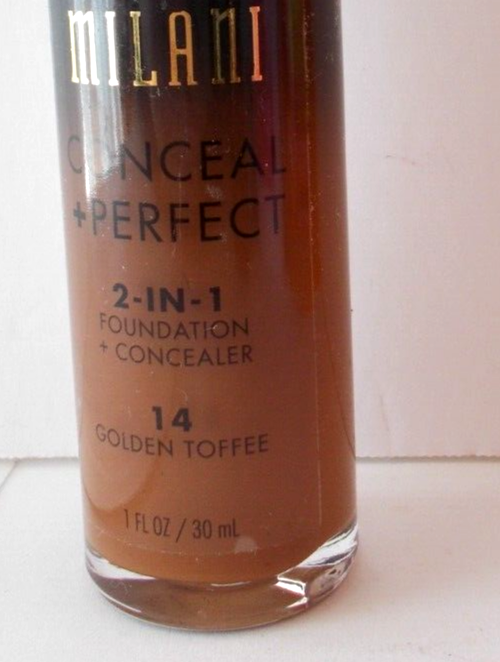 MILANI
CONCEAL
+PERFECT
2-IN-1
FOUNDATION
+ CONCEALER
14
GOLDEN TOFFEE
1 FL OZ / 30 mL